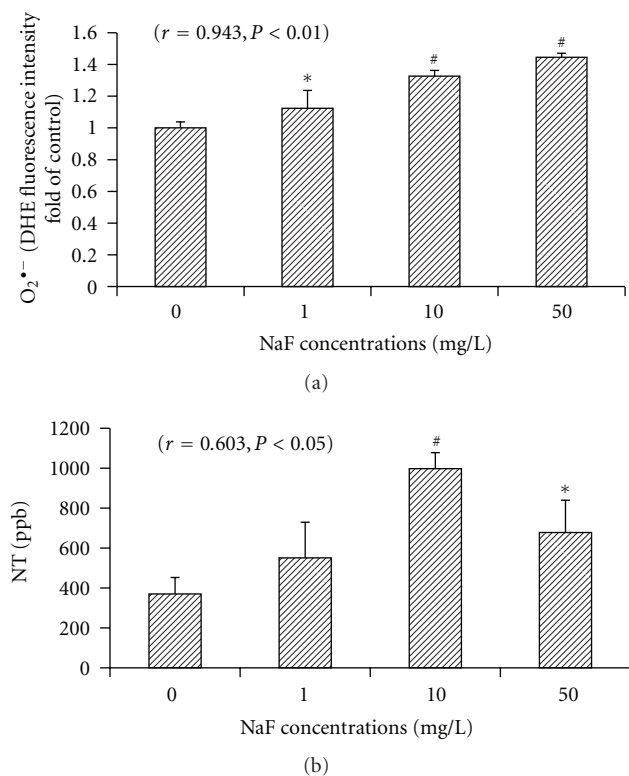 (r = 0.943, P < 0.01)
O₂•− (DHE fluorescence intensity
fold of control)
1.6
1.4
1.2
1
0.8
0.6
0.4
0.2
0
*
#
#
0 1 10 50
NaF concentrations (mg/L)
(a)
(r = 0.603, P < 0.05)
NT (ppb)
1200
1000
800
600
400
200
0
#
*
0 1 10 50
NaF concentrations (mg/L)
(b)